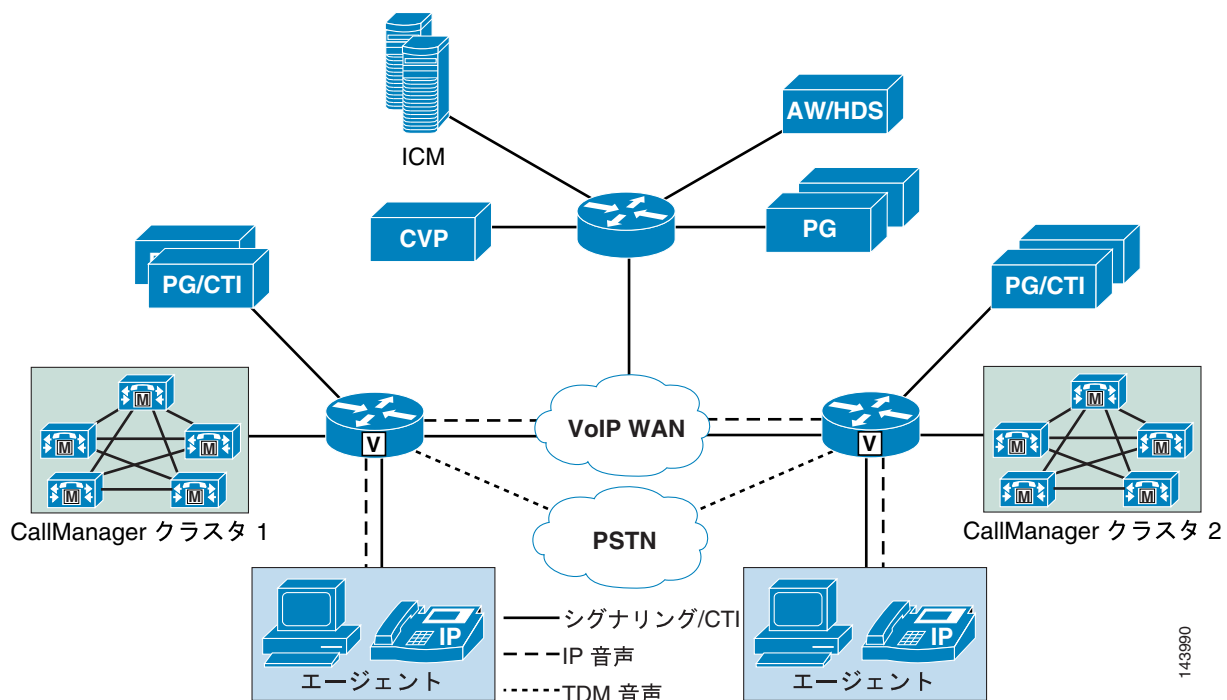 ICM
AW/HDS
CVP
PG
P
PG/CTI
PG/CTI
M
M
M
M
M
CallManager クラスタ 1
V
VoIP WAN
V
M
M
M
M
M
CallManager クラスタ 2
PSTN
IP
エージェント
シグナリング/CTI
IP 音声
TDM 音声
IP
エージェント
143990